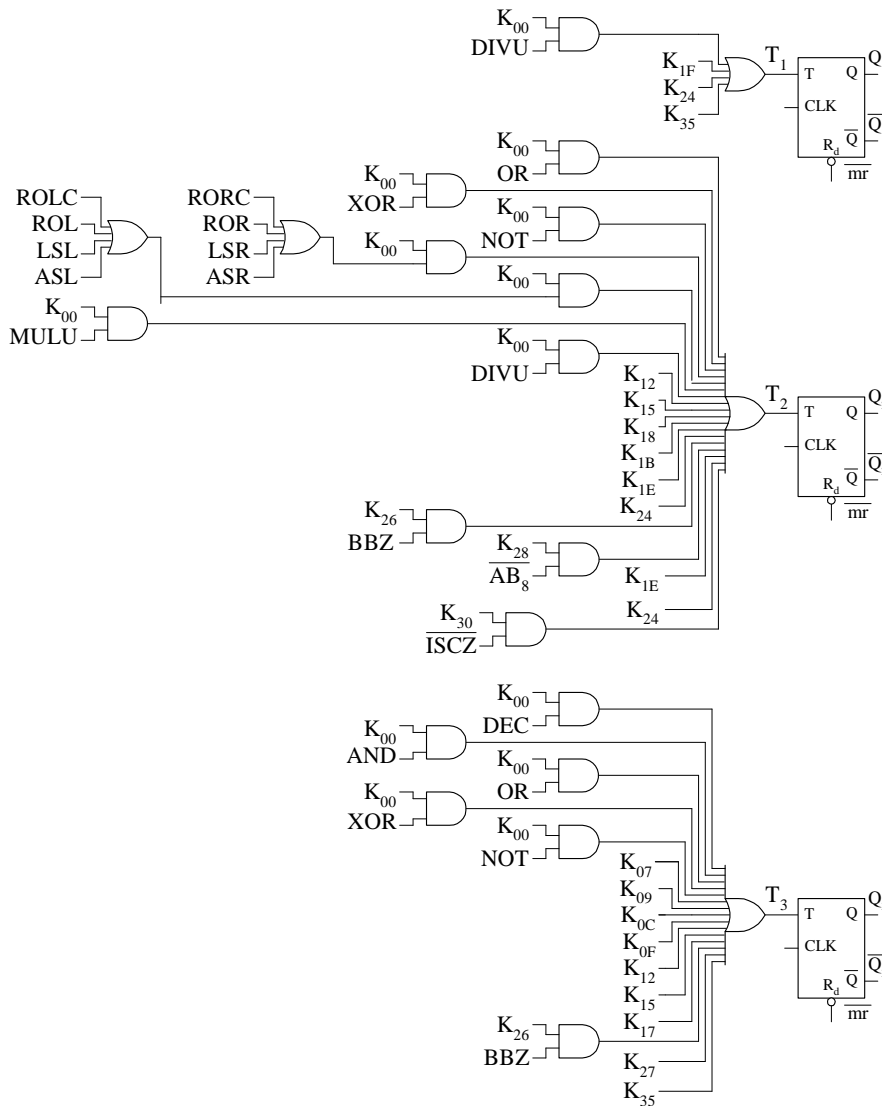 K00
DIVU
K1F
K24
K35
T1
T
Q
Q
CLK
Q
Q
Rd
mr
K00
OR
K00
XOR
ROLC
ROL
LSL
ASL
RORC
ROR
LSR
ASR
K00
NOT
K00
K00
K00
MULU
K00
DIVU
K12
K15
K18
K1B
K1E
K24
T2
T
Q
Q
CLK
Q
Q
Rd
mr
K26
BBZ
K28
AB8
K1E
K24
K30
ISCZ
K00
DEC
K00
AND
K00
OR
K00
XOR
K00
NOT
K07
K09
K0C
K0F
K12
K15
K17
T3
T
Q
Q
CLK
Q
Q
Rd
mr
K26
BBZ
K27
K35